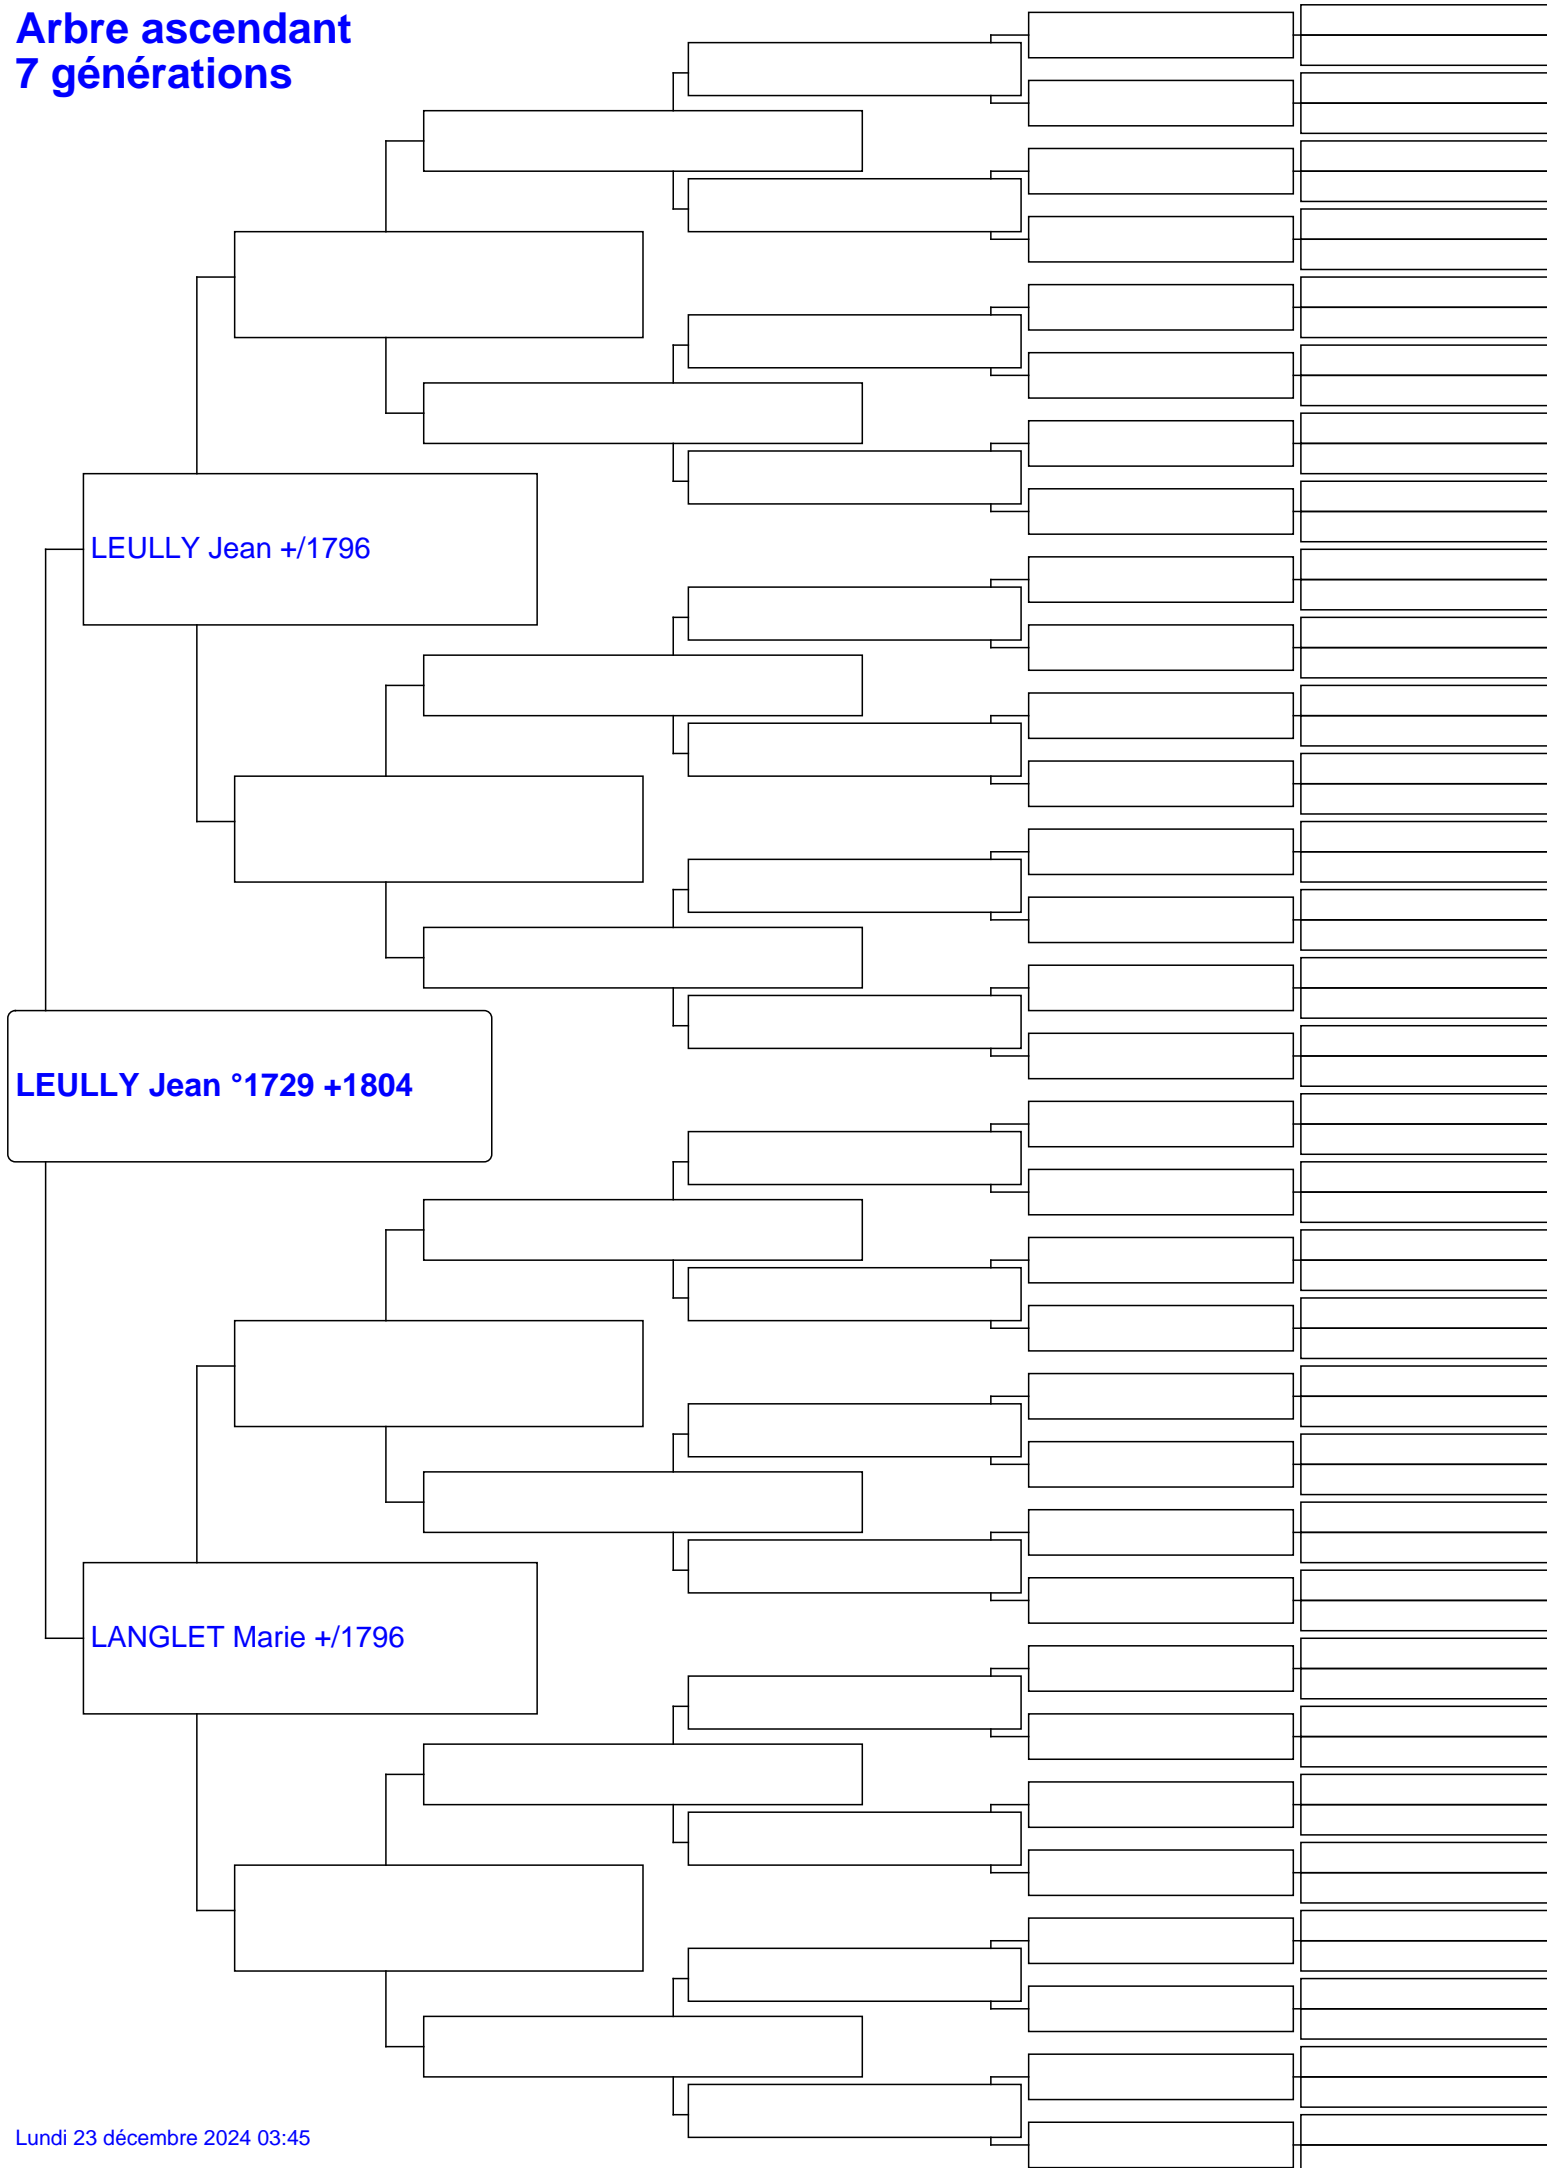 Arbre ascendant
7 générations
LEULLY Jean +/1796
LEULLY Jean °1729 +1804
LANGLET Marie +/1796
Lundi 23 décembre 2024 03:45